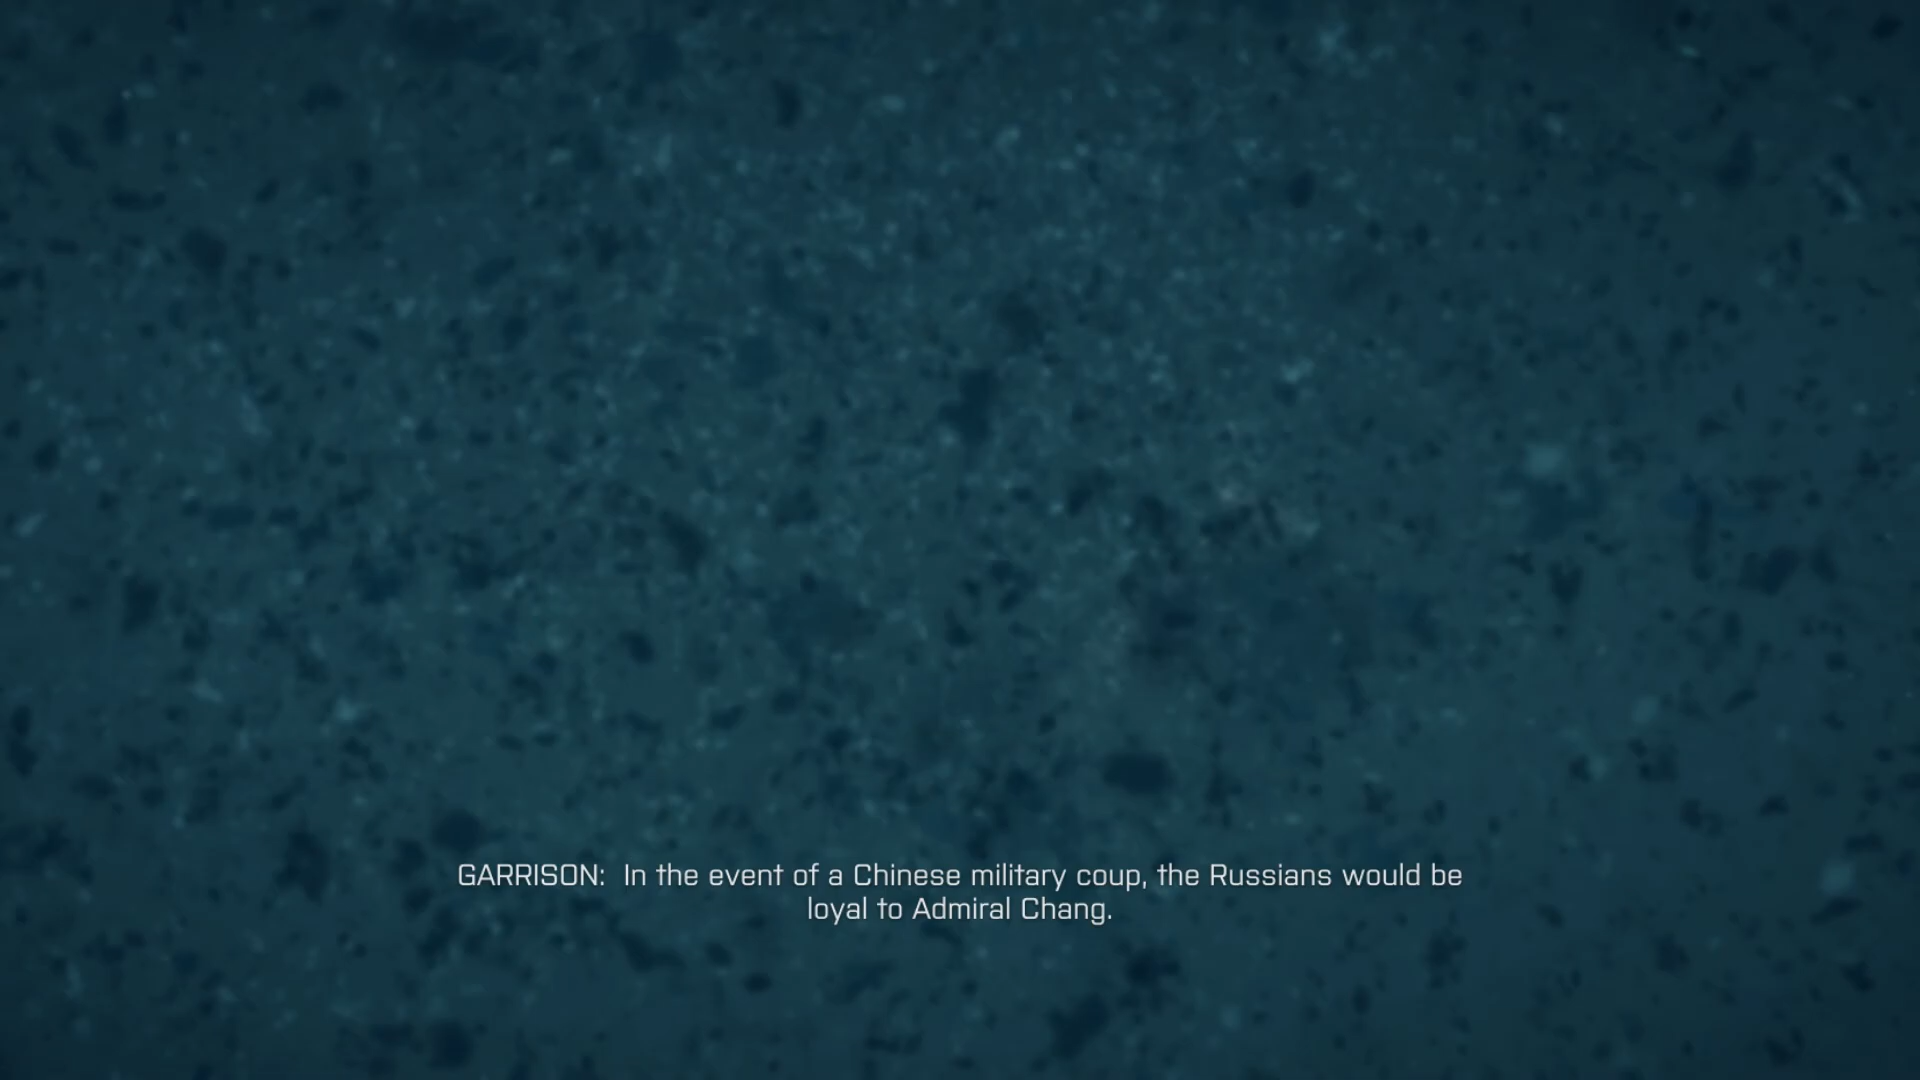 GARRISON:  In the event of a Chinese military coup, the Russians would be
loyal to Admiral Chang.